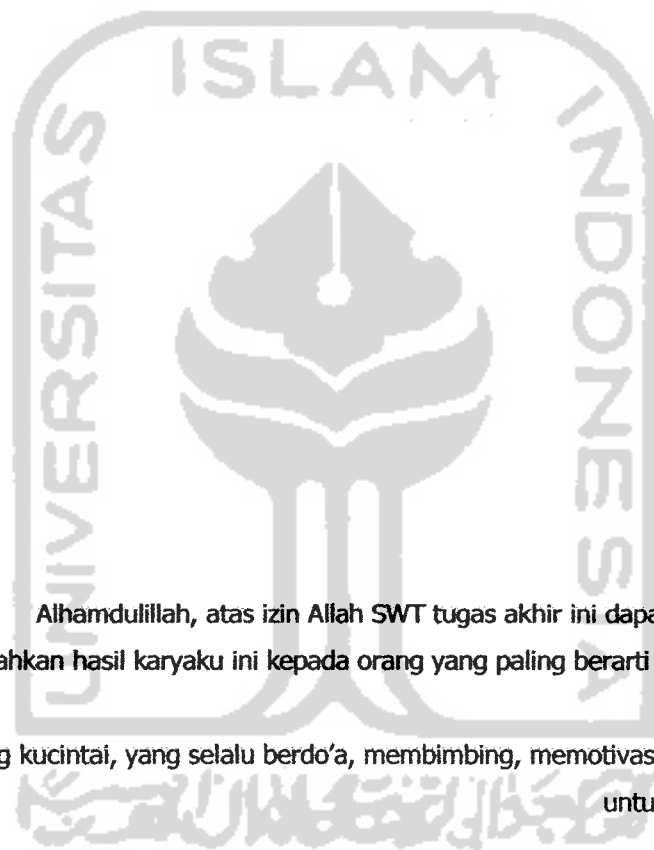 ISLAM
UNIVERSITAS
INDONESIA
Alhamdulillah, atas izin Allah SWT tugas akhir ini dapa
ahkan hasil karyaku ini kepada orang yang paling berarti
g kucintai, yang selalu berdo'a, membimbing, memotivas
untu